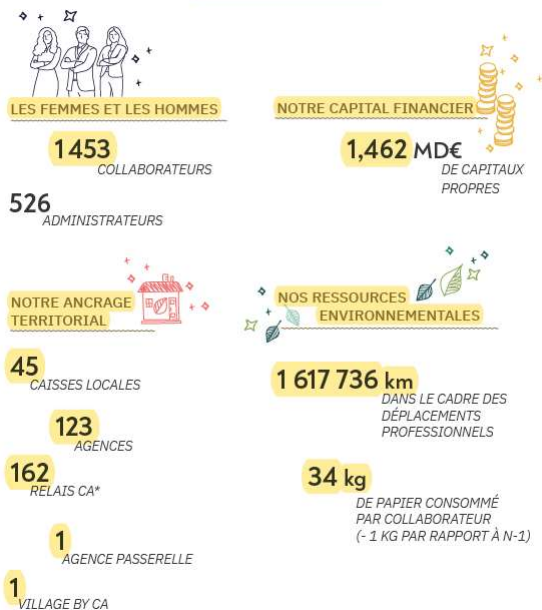 LES FEMMES ET LES HOMMES
1 453
COLLABORATEURS
526
ADMINISTRATEURS
NOTRE CAPITAL FINANCIER
1,462 MD€
DE CAPITAUX
PROPRES
NOTRE ANCRAGE
TERRITORIAL
45
CAISSES LOCALES
123
AGENCES
162
RELAIS CA*
1
AGENCE PASSERELLE
1
VILLAGE BY CA
NOS RESSOURCES
ENVIRONNEMENTALES
1 617 736 km
DANS LE CADRE DES
DÉPLACEMENTS
PROFESSIONNELS
34 kg
DE PAPIER CONSOMMÉ
PAR COLLABORATEUR
(- 1 KG PAR RAPPORT À N-1)